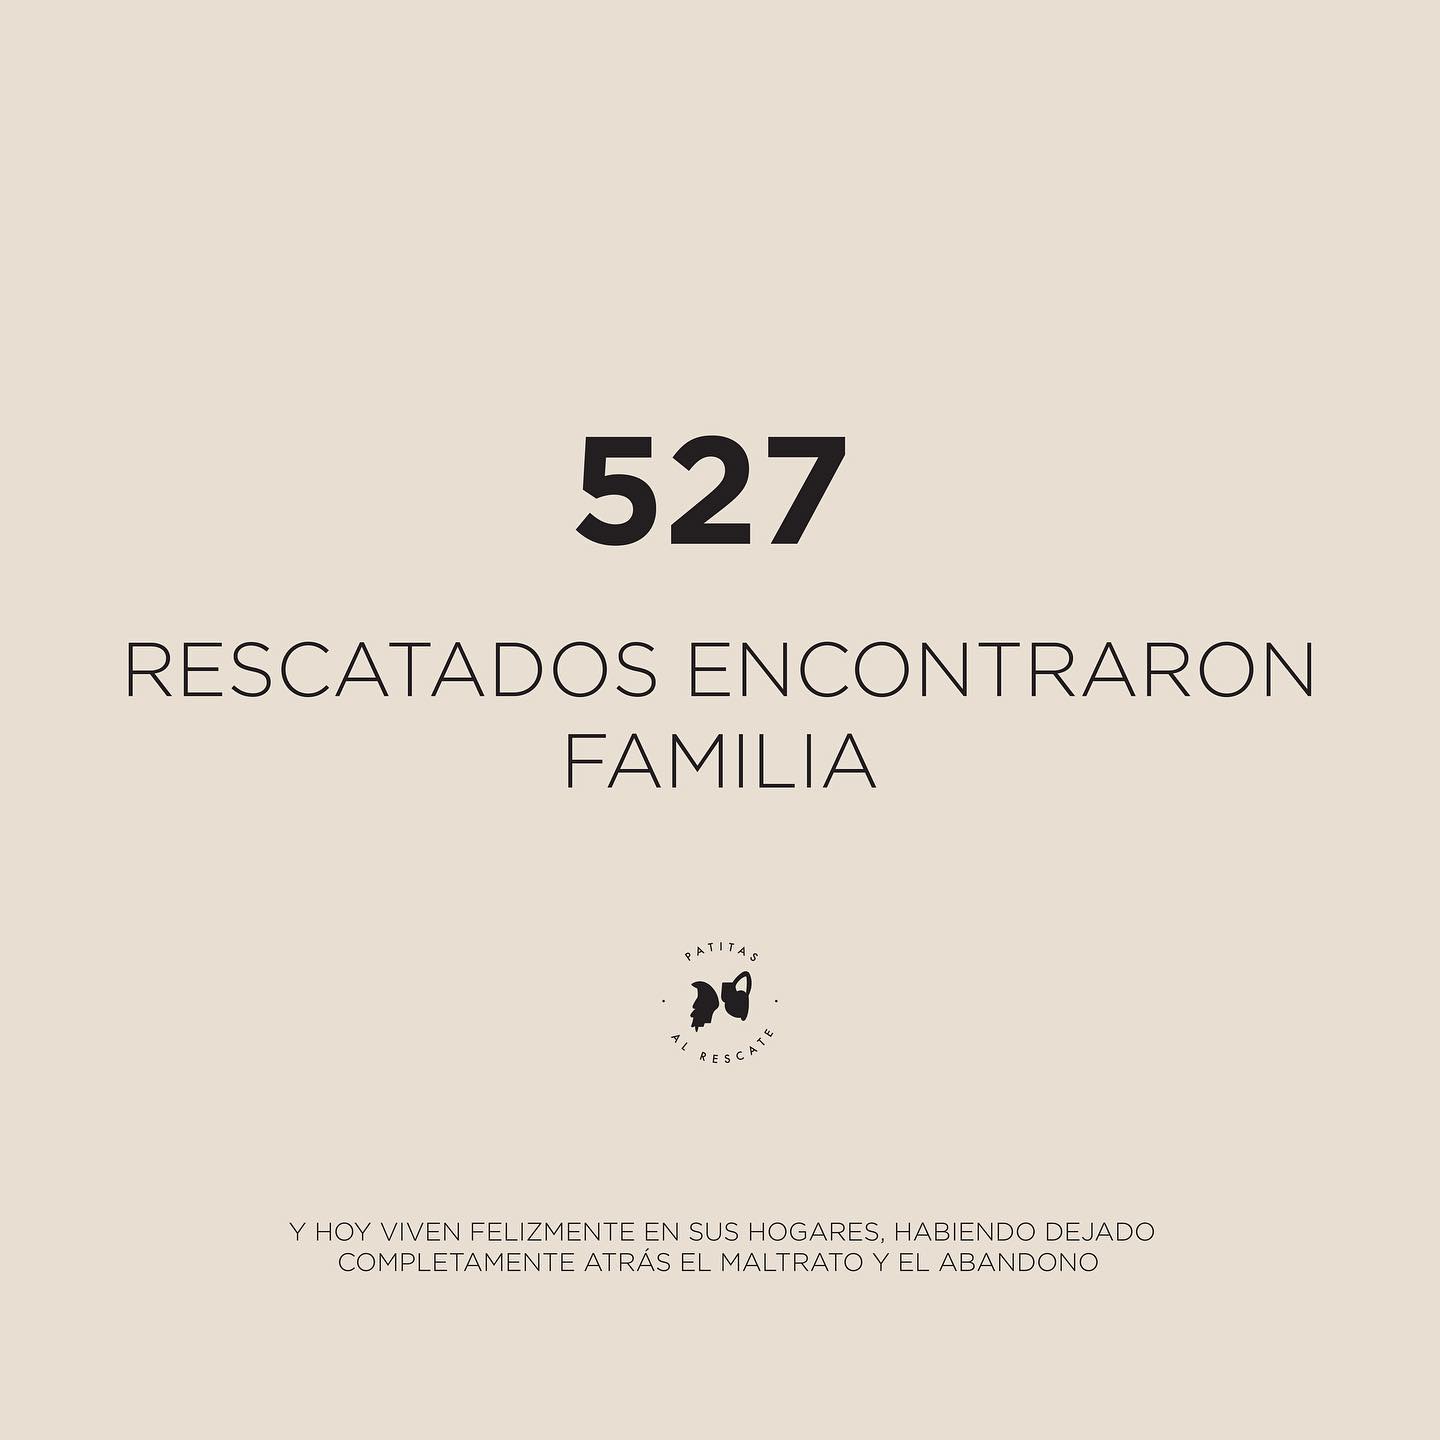 527
RESCATADOS ENCONTRARON
FAMILIA
PATITAS
AL RESCATE
Y HOY VIVEN FELIZMENTE EN SUS HOGARES, HABIENDO DEJADO
COMPLETAMENTE ATRÁS EL MALTRATO Y EL ABANDONO